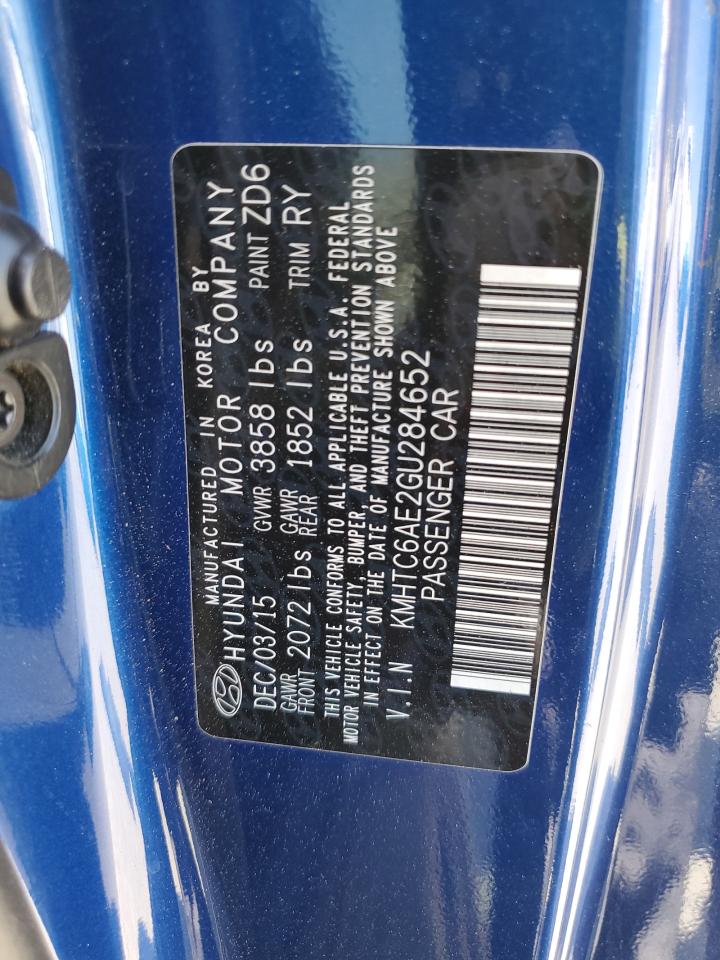 MANUFACTURED IN KOREA BY
HYUNDAI MOTOR COMPANY
DEC/03/15 GVWR 3858 lbs PAINT ZD6
GAWR FRONT 2072 lbs GAWR REAR 1852 lbs TRIM RY
THIS VEHICLE CONFORMS TO ALL APPLICABLE U.S.A. FEDERAL
MOTOR VEHICLE SAFETY, BUMPER, AND THEFT PREVENTION STANDARDS
IN EFFECT ON THE DATE OF MANUFACTURE SHOWN ABOVE
V.I.N KMHTC6AE2GU284652
PASSENGER CAR